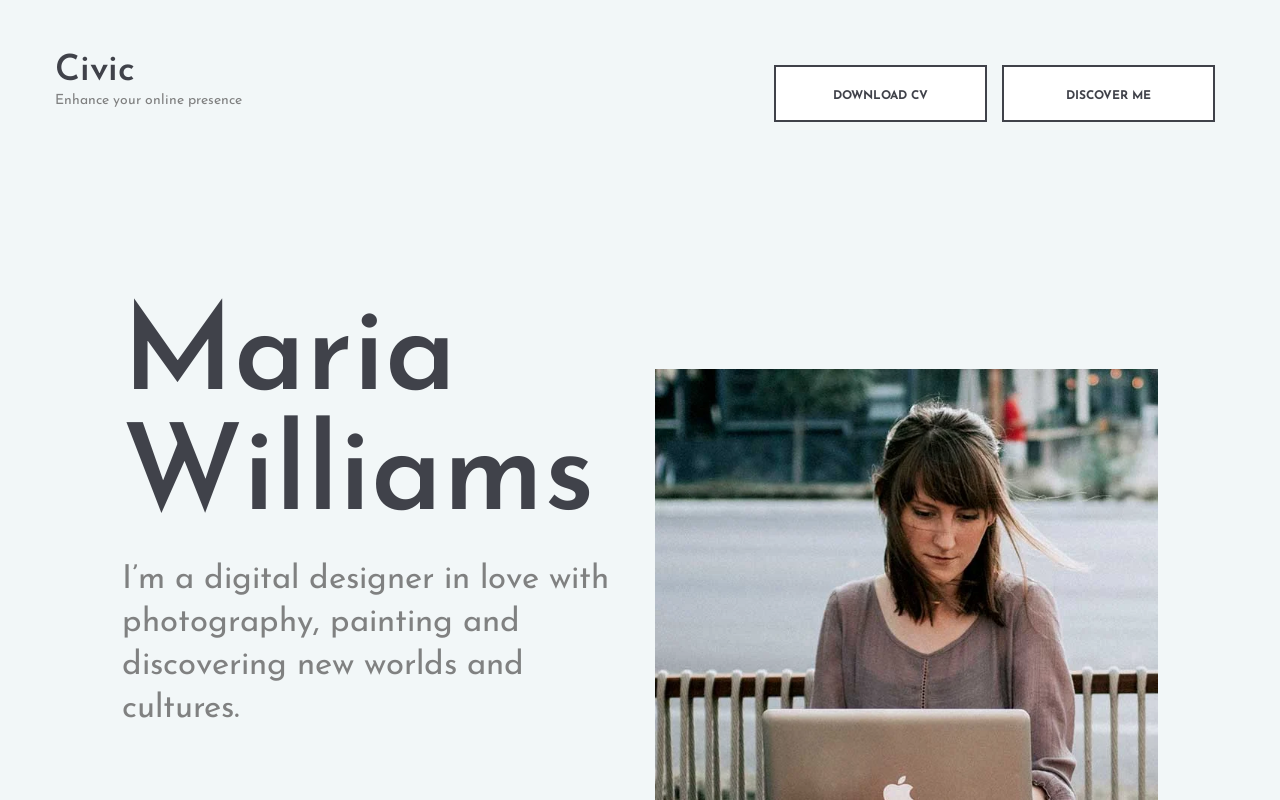 Civic
Enhance your online presence
DOWNLOAD CV
DISCOVER ME
Maria
Williams
I’m a digital designer in love with
photography, painting and
discovering new worlds and
cultures.